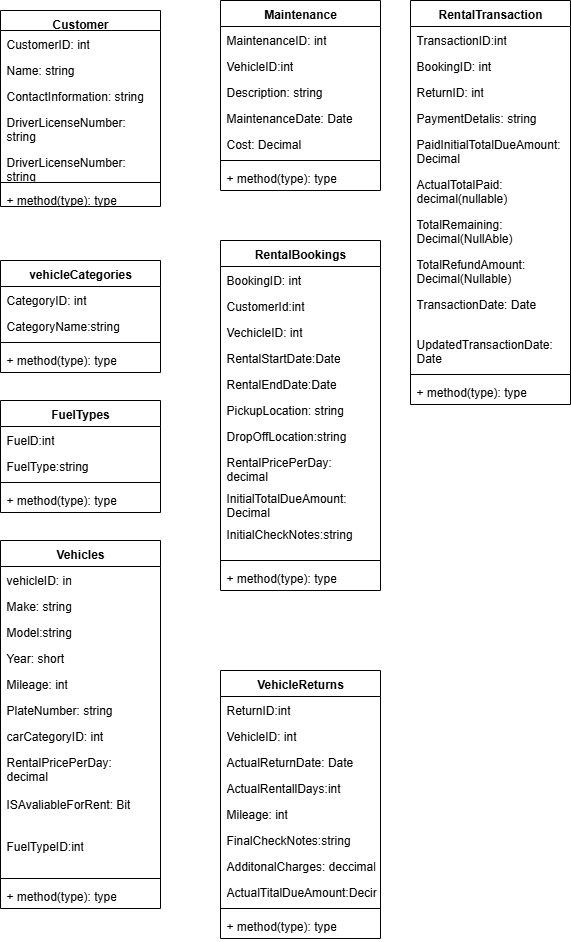 Customer
CustomerID: int
Name: string
ContactInformation: string
DriverLicenseNumber:
string
DriverLicenseNumber:
string
+ method(type): type
vehicleCategories
CategoryID: int
CategoryName:string
+ method(type): type
FuelTypes
FueID:int
FuelType:string
+ method(type): type
Vehicles
vehicleID: in
Make: string
Model:string
Year: short
Mileage: int
PlateNumber: string
carCategoryID: int
RentalPricePerDay:
decimal
ISAvaliableForRent: Bit
FuelTypeID:int
+ method(type): type
Maintenance
MaintenanceID: int
VehicleID:int
Description: string
MaintenanceDate: Date
Cost: Decimal
+ method(type): type
RentalBookings
BookingID: int
CustomerId:int
VechicleID: int
RentalStartDate:Date
RentalEndDate:Date
PickupLocation: string
DropOffLocation:string
RentalPricePerDay:
decimal
InitialTotalDueAmount:
Decimal
InitialCheckNotes:string
+ method(type): type
VehicleReturns
ReturnID:int
VehicleID: int
ActualReturnDate: Date
ActualRentallDays:int
Mileage: int
FinalCheckNotes:string
AdditonalCharges: deccimal
ActualTitalDueAmount:Decir
+ method(type): type
RentalTransaction
TransactionID:int
BookingID: int
ReturnID: int
PaymentDetalis: string
PaidInitialTotalDueAmount:
Decimal
ActualTotalPaid:
decimal(nullable)
TotalRemaining:
Decimal(NullAble)
TotalRefundAmount:
Decimal(Nullable)
TransactionDate: Date
UpdatedTransactionDate:
Date
+ method(type): type